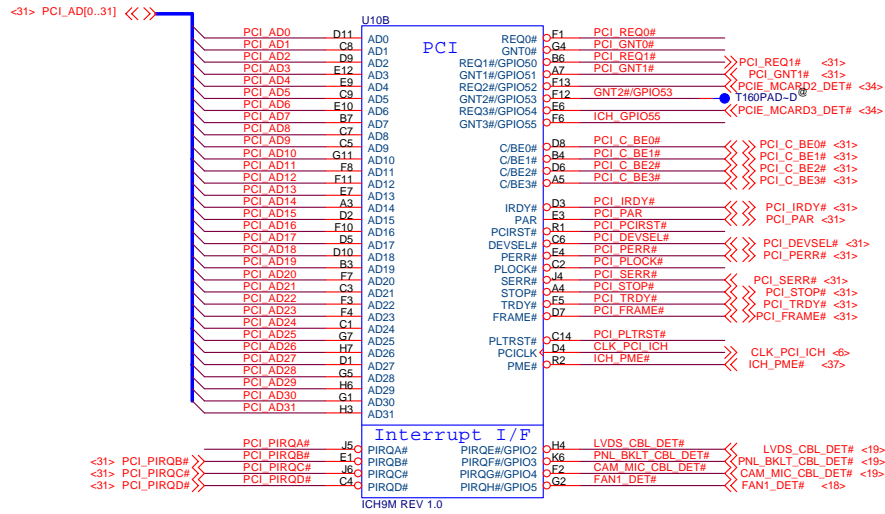 <31> PCI_AD[0..31]
U10B
PCI
PCI_AD0 D11 AD0
PCI_AD1 C8 AD1
PCI_AD2 D9 AD2
PCI_AD3 E12 AD3
PCI_AD4 E9 AD4
PCI_AD5 C9 AD5
PCI_AD6 E10 AD6
PCI_AD7 B7 AD7
PCI_AD8 C7 AD8
PCI_AD9 C5 AD9
PCI_AD10 G11 AD10
PCI_AD11 F8 AD11
PCI_AD12 F11 AD12
PCI_AD13 E7 AD13
PCI_AD14 A3 AD14
PCI_AD15 D2 AD15
PCI_AD16 F10 AD16
PCI_AD17 D5 AD17
PCI_AD18 D10 AD18
PCI_AD19 B3 AD19
PCI_AD20 F7 AD20
PCI_AD21 C3 AD21
PCI_AD22 F3 AD22
PCI_AD23 F4 AD23
PCI_AD24 C1 AD24
PCI_AD25 G7 AD25
PCI_AD26 H7 AD26
PCI_AD27 D1 AD27
PCI_AD28 G5 AD28
PCI_AD29 H6 AD29
PCI_AD30 G1 AD30
PCI_AD31 H3 AD31
REQ0# F1 PCI_REQ0#
GNT0# G4 PCI_GNT0#
REQ1#/GPIO50 B6 PCI_REQ1# PCI_REQ1# <31>
GNT1#/GPIO51 A7 PCI_GNT1# PCI_GNT1# <31>
REQ2#/GPIO52 F13 PCIE_MCARD2_DET# <34>
GNT2#/GPIO53 F12 GNT2#/GPIO53 T160PAD~D @
REQ3#/GPIO54 E6 PCIE_MCARD3_DET# <34>
GNT3#/GPIO55 F6 ICH_GPIO55
C/BE0# D8 PCI_C_BE0# PCI_C_BE0# <31>
C/BE1# B4 PCI_C_BE1# PCI_C_BE1# <31>
C/BE2# D6 PCI_C_BE2# PCI_C_BE2# <31>
C/BE3# A5 PCI_C_BE3# PCI_C_BE3# <31>
IRDY# D3 PCI_IRDY# PCI_IRDY# <31>
PAR E3 PCI_PAR PCI_PAR <31>
PCIRST# R1 PCI_PCIRST#
DEVSEL# C6 PCI_DEVSEL# PCI_DEVSEL# <31>
PERR# E4 PCI_PERR# PCI_PERR# <31>
PLOCK# C2 PCI_PLOCK#
SERR# J4 PCI_SERR# PCI_SERR# <31>
STOP# A4 PCI_STOP# PCI_STOP# <31>
TRDY# F5 PCI_TRDY# PCI_TRDY# <31>
FRAME# D7 PCI_FRAME# PCI_FRAME# <31>
PLTRST# C14 PCI_PLTRST#
PCICLK D4 CLK_PCI_ICH CLK_PCI_ICH <6>
PME# R2 ICH_PME# ICH_PME# <37>
Interrupt I/F
PCI_PIRQA# J5 PIRQA#
<31> PCI_PIRQB# PCI_PIRQB# E1 PIRQB#
<31> PCI_PIRQC# PCI_PIRQC# J6 PIRQC#
<31> PCI_PIRQD# PCI_PIRQD# C4 PIRQD#
PIRQE#/GPIO2 H4 LVDS_CBL_DET# LVDS_CBL_DET# <19>
PIRQF#/GPIO3 K6 PNL_BKLT_CBL_DET# PNL_BKLT_CBL_DET# <19>
PIRQG#/GPIO4 F2 CAM_MIC_CBL_DET# CAM_MIC_CBL_DET# <19>
PIRQH#/GPIO5 G2 FAN1_DET# FAN1_DET# <18>
ICH9M REV 1.0